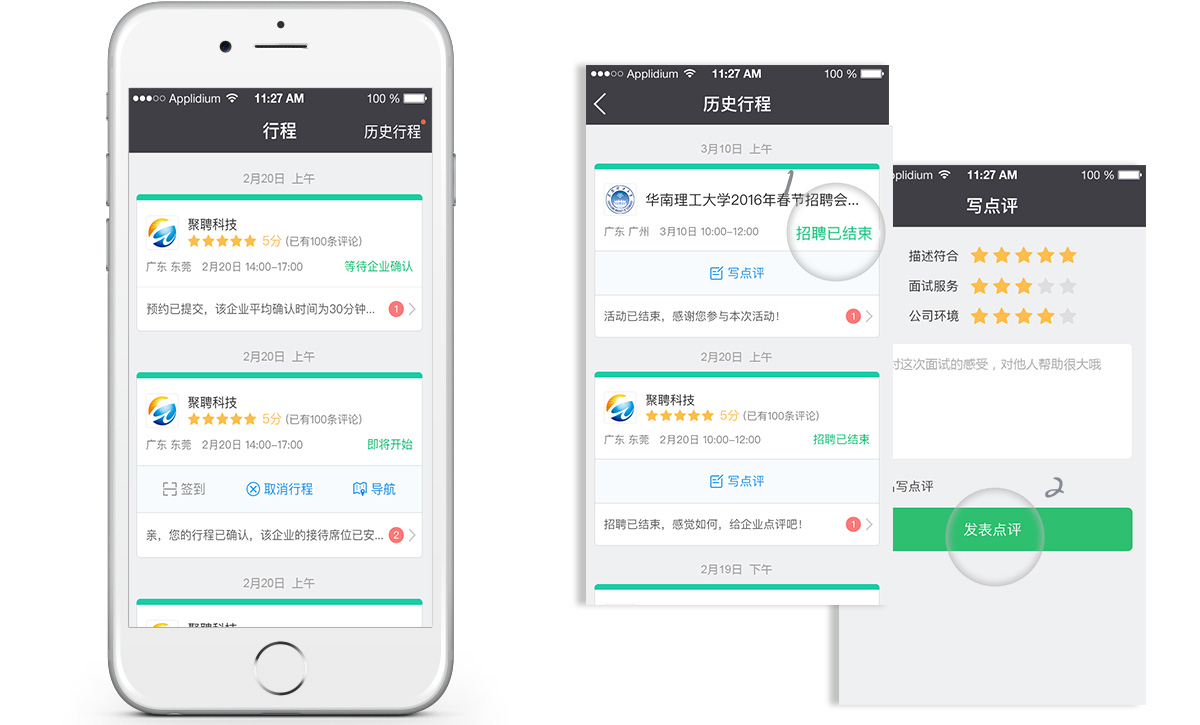 Applidium 11:27 AM 100 %
行程 历史行程
2月20日 上午
聚聘科技
5分 (已有100条评论)
广东 东莞 2月20日 14:00-17:00 等待企业确认
预约已提交，该企业平均确认时间为30分钟... 1
2月20日 上午
聚聘科技
5分 (已有100条评论)
广东 东莞 2月20日 14:00-17:00 即将开始
签到 取消行程 导航
亲，您的行程已确认，该企业的接待席位已安... 2
2月20日 上午
聚聘科技
Applidium 11:27 AM 100 %
历史行程
3月10日 上午
1
华南理工大学2016年春节招聘会...
广东 广州 3月10日 10:00-12:00 招聘已结束
写点评
活动已结束，感谢您参与本次活动！ 1
2月20日 上午
聚聘科技
5分 (已有100条评论)
广东 东莞 2月20日 10:00-12:00 招聘已结束
写点评
招聘已结束，感觉如何，给企业点评吧！ 1
2月19日 下午
plidium 11:27 AM 100 %
写点评
描述符合
面试服务
公司环境
这次面试的感受，对他人帮助很大哦
写点评
2
发表点评